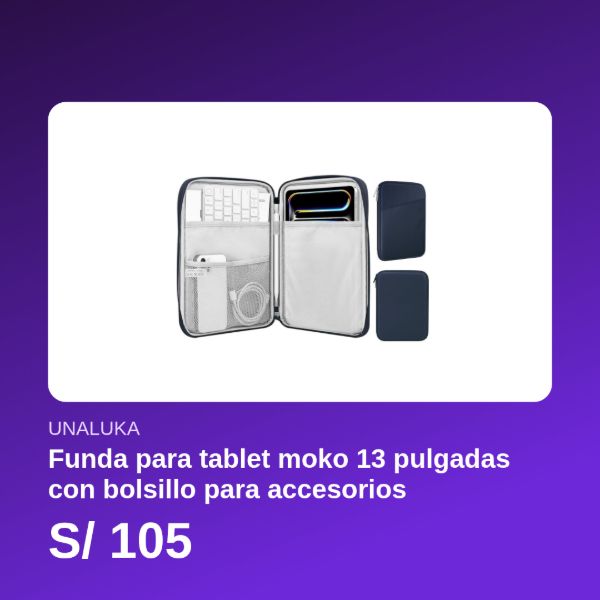 UNALUKA
Funda para tablet moko 13 pulgadas
con bolsillo para accesorios
S/ 105